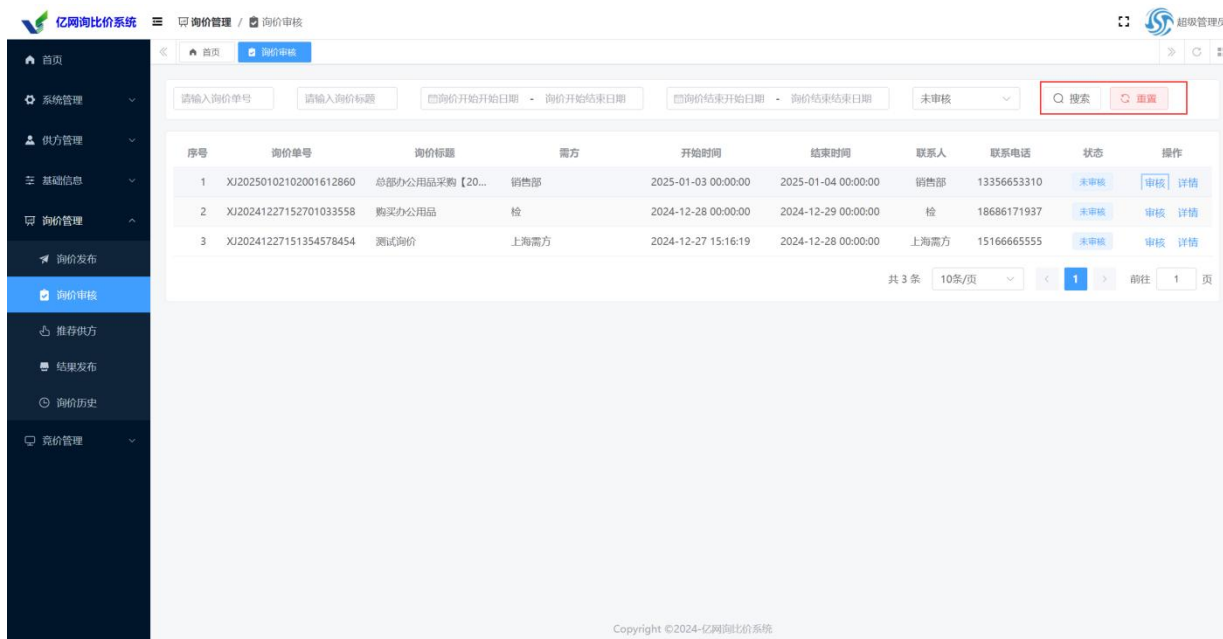 亿网询比价系统
询价管理 / 询价审核
超级管理员
首页
系统管理
供方管理
基础信息
询价管理
询价发布
询价审核
推荐供方
结果发布
询价历史
竞价管理
首页 询价审核
请输入询价单号 请输入询价标题 询价开始开始日期 - 询价开始结束日期 询价结束开始日期 - 询价结束结束日期 未审核 搜索 重置
序号 询价单号 询价标题 需方 开始时间 结束时间 联系人 联系电话 状态 操作
1 XJ20250102102001612860 总部办公用品采购【20... 销售部 2025-01-03 00:00:00 2025-01-04 00:00:00 销售部 13356653310 未审核 审核 详情
2 XJ20241227152701033558 购买办公用品 检 2024-12-28 00:00:00 2024-12-29 00:00:00 检 18686171937 未审核 审核 详情
3 XJ20241227151354578454 测试询价 上海需方 2024-12-27 15:16:19 2024-12-28 00:00:00 上海需方 15166665555 未审核 审核 详情
共 3 条 10条/页 1 前往 1 页
Copyright ©2024-亿网询比价系统